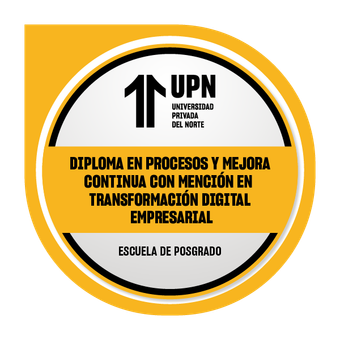 UPN
UNIVERSIDAD
PRIVADA
DEL NORTE
DIPLOMA EN PROCESOS Y MEJORA
CONTINUA CON MENCIÓN EN
TRANSFORMACIÓN DIGITAL
EMPRESARIAL
ESCUELA DE POSGRADO